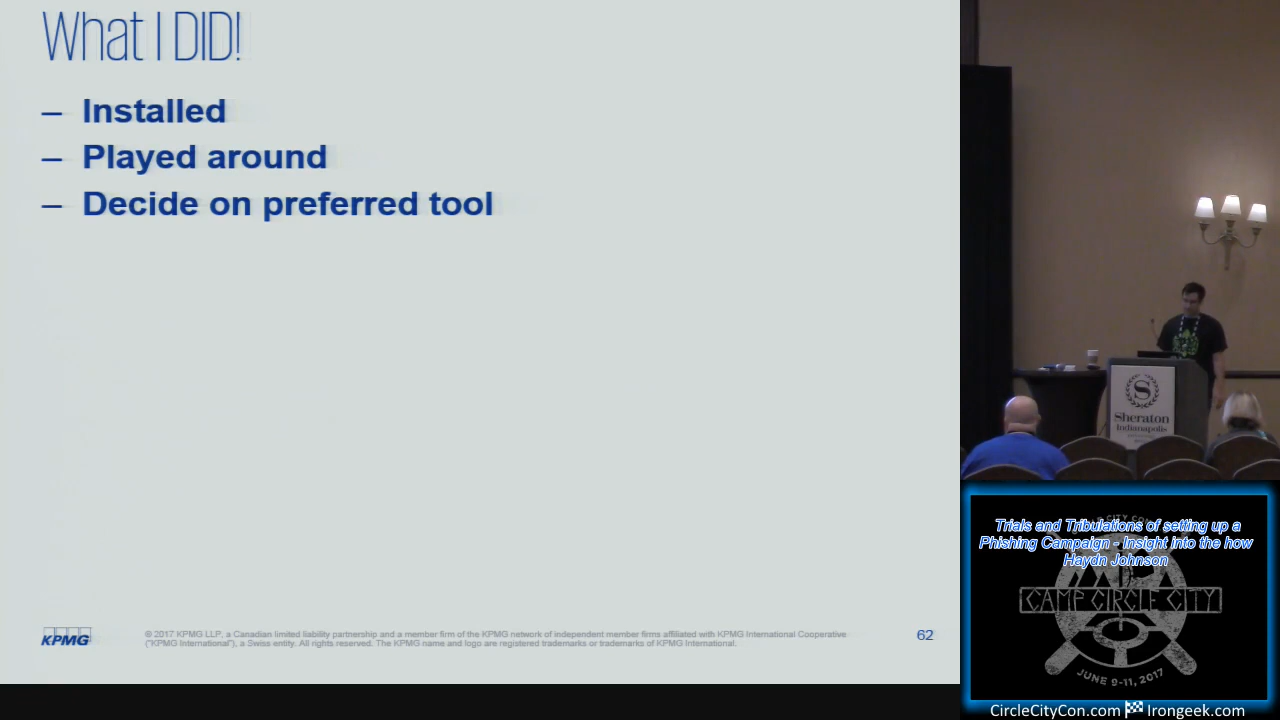 What I DID!
– Installed
– Played around
– Decide on preferred tool
KPMG
© 2017 KPMG LLP, a Canadian limited liability partnership and a member firm of the KPMG network of independent member firms affiliated with KPMG International Cooperative
("KPMG International"), a Swiss entity. All rights reserved. The KPMG name and logo are registered trademarks or trademarks of KPMG International.
62
S
Sheraton
Indianapolis
Trials and Tribulations of setting up a
Phishing Campaign - Insight into the how
Haydn Johnson
CAMP CIRCLE CITY
JUNE 9-11, 2017
CircleCityCon.com Irongeek.com